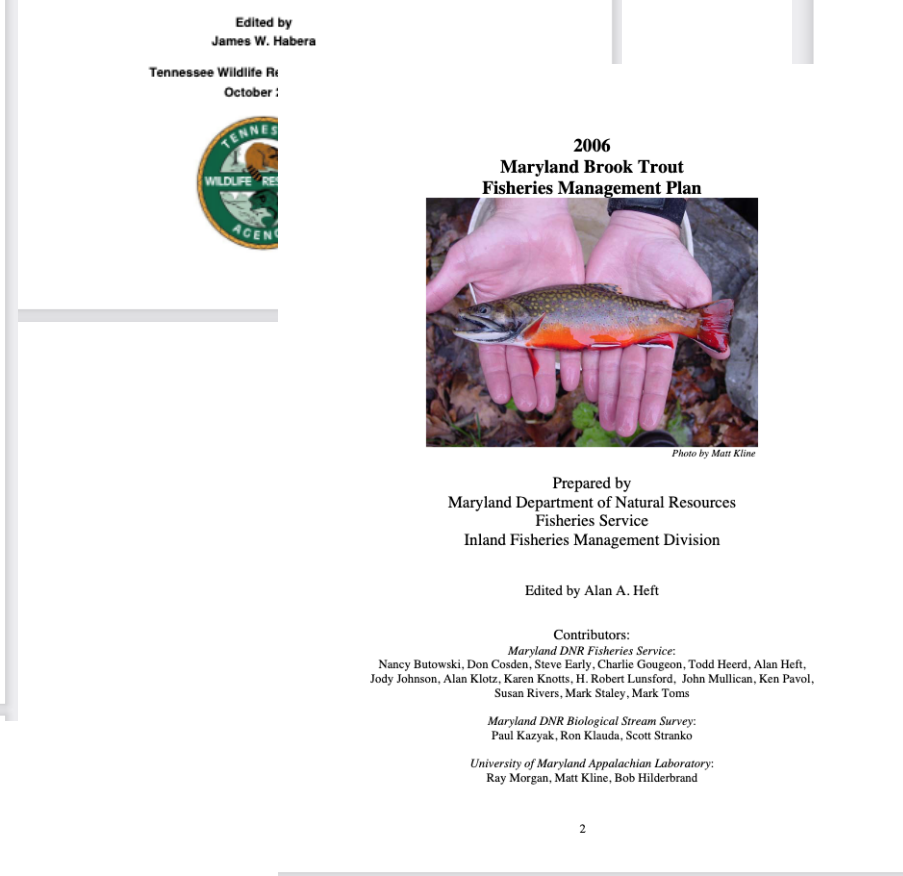 Edited by
James W. Habera
Tennessee Wildlife
October
WILDLIFE
AGENC
2006
Maryland Brook Trout
Fisheries Management Plan
Photo by Matt Kline
Prepared by
Maryland Department of Natural Resources
Fisheries Service
Inland Fisheries Management Division
Edited by Alan A. Heft
Contributors:
Maryland DNR Fisheries Service:
Nancy Butowski, Don Cosden, Steve Early, Charlie Gougeon, Todd Heerd, Alan Heft,
Jody Johnson, Alan Klotz, Karen Knotts, H. Robert Lunsford, John Mullican, Ken Pavol,
Susan Rivers, Mark Staley, Mark Toms
Maryland DNR Biological Stream Survey:
Paul Kazyak, Ron Klauda, Scott Stranko
University of Maryland Appalachian Laboratory:
Ray Morgan, Matt Kline, Bob Hilderbrand
2